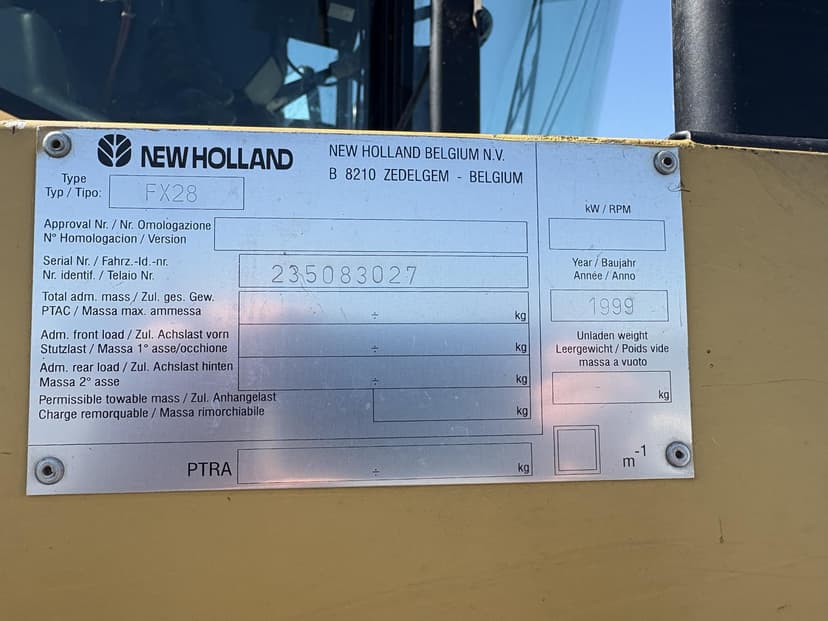 NEW HOLLAND
NEW HOLLAND BELGIUM N.V.
B 8210 ZEDELGEM - BELGIUM
Type
Typ / Tipo: FX28
Approval Nr. / Nr. Omologazione
N° Homologacion / Version
Serial Nr. / Fahrz.-Id.-nr.
Nr. identif. / Telaio Nr. 235083027
Total adm. mass / Zul. ges. Gew.
PTAC / Massa max. ammessa ÷ kg
Adm. front load / Zul. Achslast vorn
Stutzlast / Massa 1° asse/occhione ÷ kg
Adm. rear load / Zul. Achslast hinten
Massa 2° asse ÷ kg
Permissible towable mass / Zul. Anhangelast
Charge remorquable / Massa rimorchiabile kg
PTRA ÷ kg
kW / RPM
Year / Baujahr
Année / Anno
1999
Unladen weight
Leergewicht / Poids vide
massa a vuoto
kg
m⁻¹